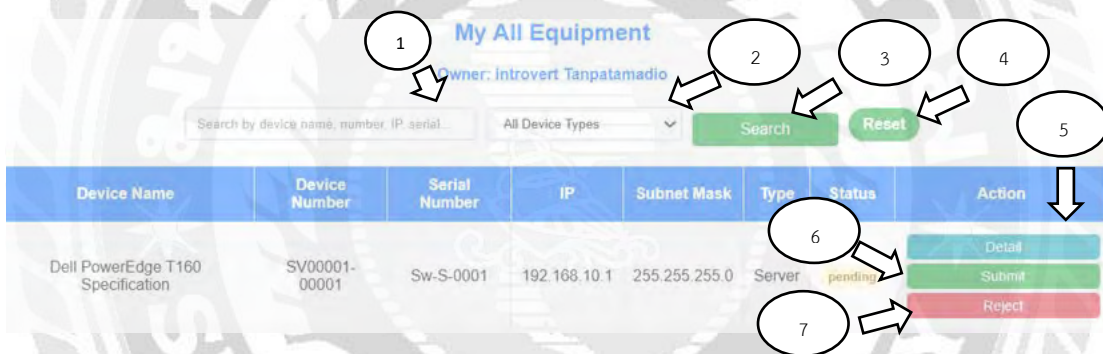 My All Equipment
1
2
3
4
Owner: Introvert Tanpatamadio
Search by device name, number, IP, serial...
All Device Types
Search
Reset
5
Device Name
Device Number
Serial Number
IP
Subnet Mask
Type
Status
Action
6
Detail
Dell PowerEdge T160 Specification
SV00001-00001
Sw-S-0001
192.168.10.1
255.255.255.0
Server
pending
Submit
Reject
7